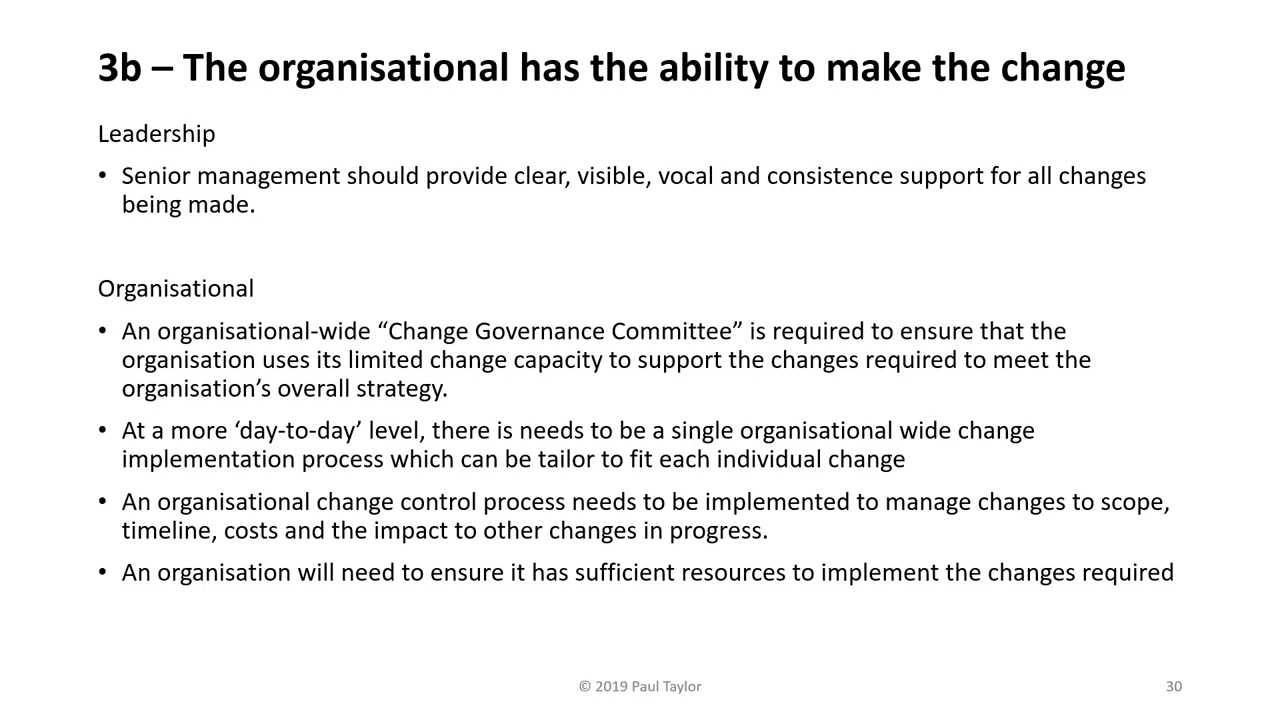 3b – The organisational has the ability to make the change
Leadership
• Senior management should provide clear, visible, vocal and consistence support for all changes
being made.
Organisational
• An organisational-wide “Change Governance Committee” is required to ensure that the
organisation uses its limited change capacity to support the changes required to meet the
organisation’s overall strategy.
• At a more ‘day-to-day’ level, there is needs to be a single organisational wide change
implementation process which can be tailor to fit each individual change
• An organisational change control process needs to be implemented to manage changes to scope,
timeline, costs and the impact to other changes in progress.
• An organisation will need to ensure it has sufficient resources to implement the changes required
© 2019 Paul Taylor
30